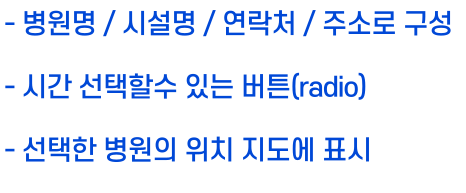 - 병원명 / 시설명 / 연락처 / 주소로 구성
- 시간 선택할수 있는 버튼(radio)
- 선택한 병원의 위치 지도에 표시